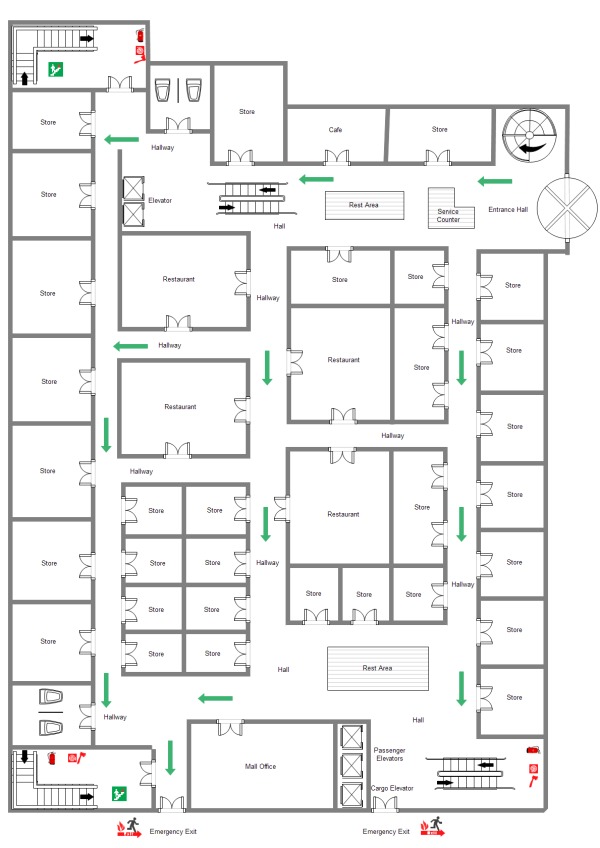 Store
Store
Hallway
Cafe
Store
Store
Elevator
Rest Area
Service
Counter
Entrance Hall
Hall
Restaurant
Store
Store
Store
Store
Hallway
Hallway
Hallway
Restaurant
Store
Store
Store
Restaurant
Store
Hallway
Store
Store
Hallway
Store
Store
Store
Restaurant
Store
Store
Store
Hallway
Store
Store
Hallway
Store
Store
Store
Store
Store
Store
Store
Store
Store
Hall
Rest Area
Store
Hallway
Hall
Passenger
Elevators
Mall Office
Cargo Elevator
Emergency Exit
Emergency Exit